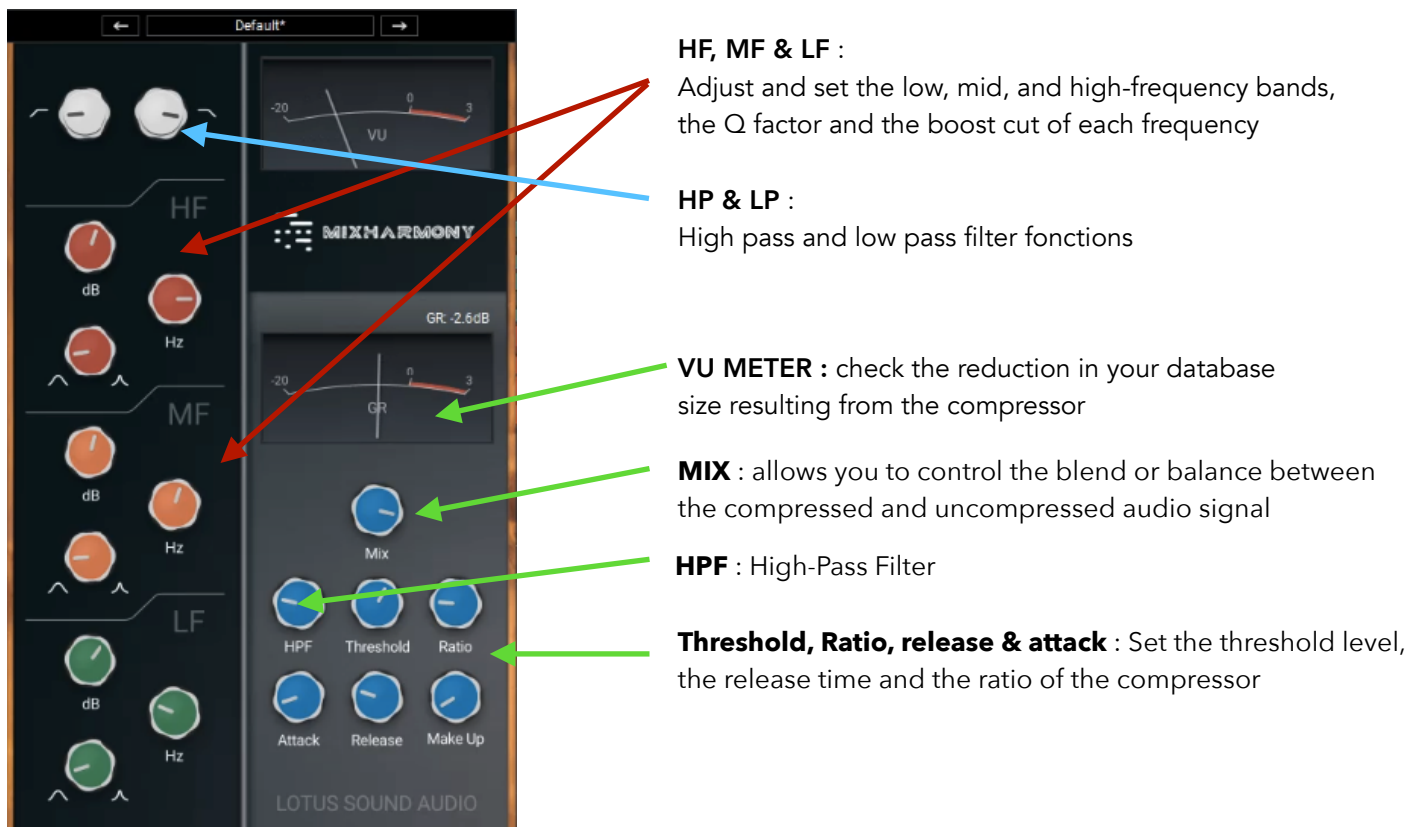 ← Default* →
-20 0 3
VU
HF
MIXHARMONY
dB
Hz
GR: -2.6dB
-20 0 3
GR
MF
dB
Hz
Mix
LF
HPF Threshold Ratio
dB
Hz
Attack Release Make Up
LOTUS SOUND AUDIO
HF, MF & LF :
Adjust and set the low, mid, and high-frequency bands,
the Q factor and the boost cut of each frequency
HP & LP :
High pass and low pass filter fonctions
VU METER : check the reduction in your database
size resulting from the compressor
MIX : allows you to control the blend or balance between
the compressed and uncompressed audio signal
HPF : High-Pass Filter
Threshold, Ratio, release & attack : Set the threshold level,
the release time and the ratio of the compressor